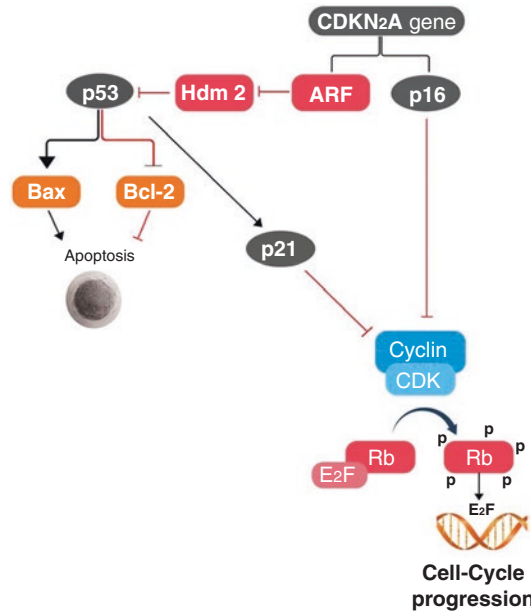 CDKN2A gene
p53
Hdm 2
ARF
p16
Bax
Bcl-2
Apoptosis
p21
Cyclin
CDK
Rb
E2F
p
p
p
Rb
p
p
E2F
Cell-Cycle
progression